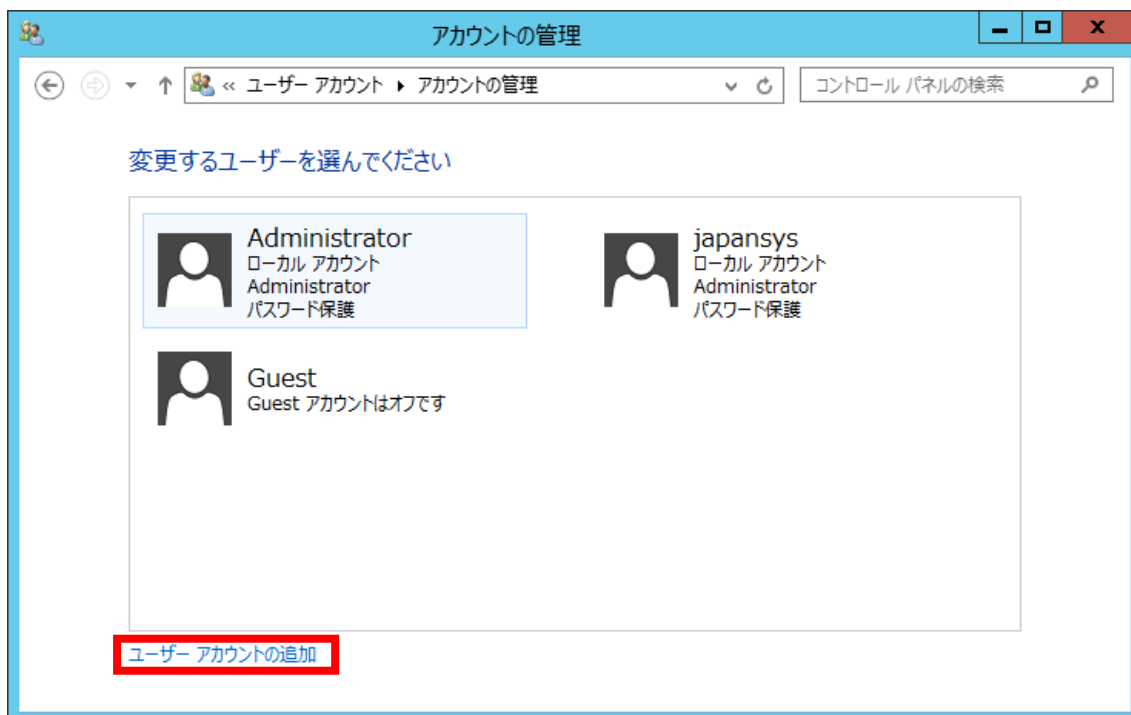 アカウントの管理
« ユーザー アカウント ▸ アカウントの管理
コントロール パネルの検索
変更するユーザーを選んでください
Administrator
ローカル アカウント
Administrator
パスワード保護
japansys
ローカル アカウント
Administrator
パスワード保護
Guest
Guest アカウントはオフです
ユーザー アカウントの追加